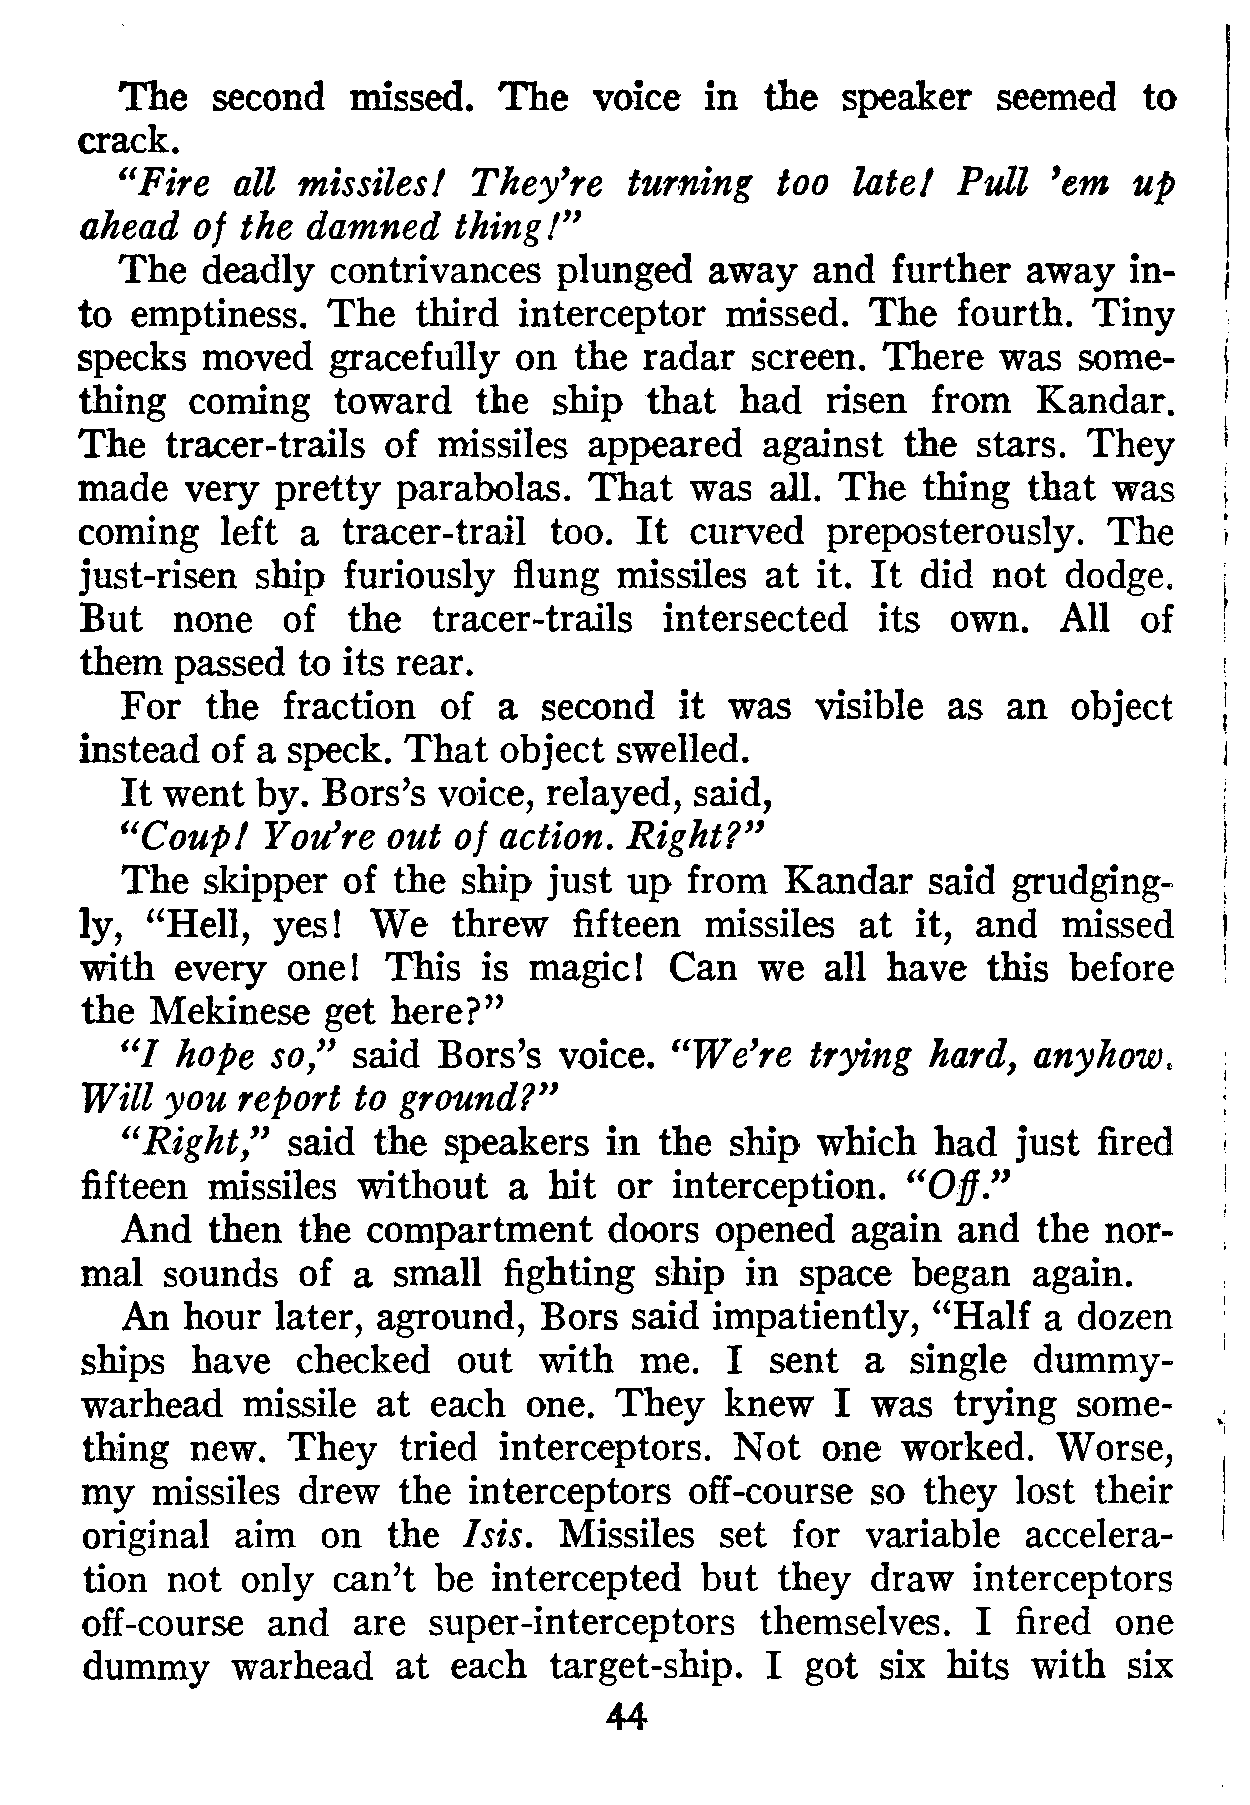 The second missed. The voice in the speaker seemed to
crack.
“Fire all missiles! They’re turning too late! Pull ’em up
ahead of the damned thing!”
The deadly contrivances plunged away and further away in-
to emptiness. The third interceptor missed. The fourth. Tiny
specks moved gracefully on the radar screen. There was some-
thing coming toward the ship that had risen from Kandar.
The tracer-trails of missiles appeared against the stars. They
made very pretty parabolas. That was all. The thing that was
coming left a tracer-trail too. It curved preposterously. The
just-risen ship furiously flung missiles at it. It did not dodge.
But none of the tracer-trails intersected its own. All of
them passed to its rear.
For the fraction of a second it was visible as an object
instead of a speck. That object swelled.
It went by. Bors’s voice, relayed, said,
“Coup! You’re out of action. Right?”
The skipper of the ship just up from Kandar said grudging-
ly, “Hell, yes! We threw fifteen missiles at it, and missed
with every one! This is magic! Can we all have this before
the Mekinese get here?”
“I hope so,” said Bors’s voice. “We’re trying hard, anyhow.
Will you report to ground?”
“Right,” said the speakers in the ship which had just fired
fifteen missiles without a hit or interception. “Off.”
And then the compartment doors opened again and the nor-
mal sounds of a small fighting ship in space began again.
An hour later, aground, Bors said impatiently, “Half a dozen
ships have checked out with me. I sent a single dummy-
warhead missile at each one. They knew I was trying some-
thing new. They tried interceptors. Not one worked. Worse,
my missiles drew the interceptors off-course so they lost their
original aim on the Isis. Missiles set for variable accelera-
tion not only can’t be intercepted but they draw interceptors
off-course and are super-interceptors themselves. I fired one
dummy warhead at each target-ship. I got six hits with six
44